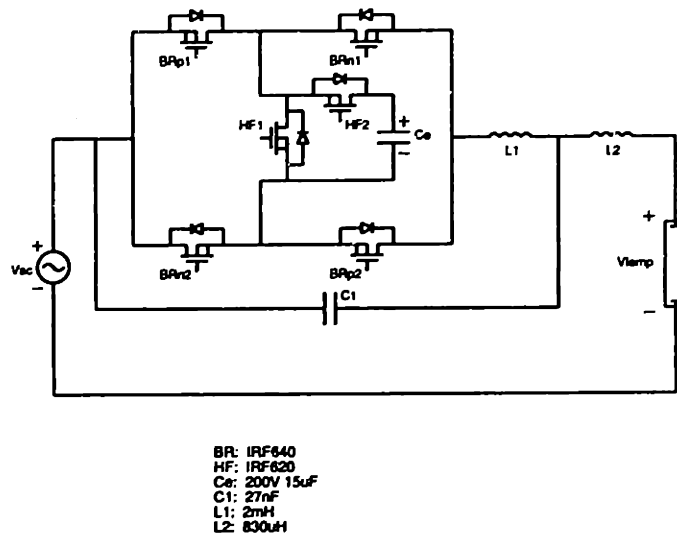 BRp1
BRn1
HF1
HF2
+
Ce
−
L1
L2
BRn2
BRp2
+
Vac
−
C1
+
Vlamp
−
BR: IRF640
HF: IRF620
Ce: 200V 15uF
C1: 27nF
L1: 2mH
L2: 830uH